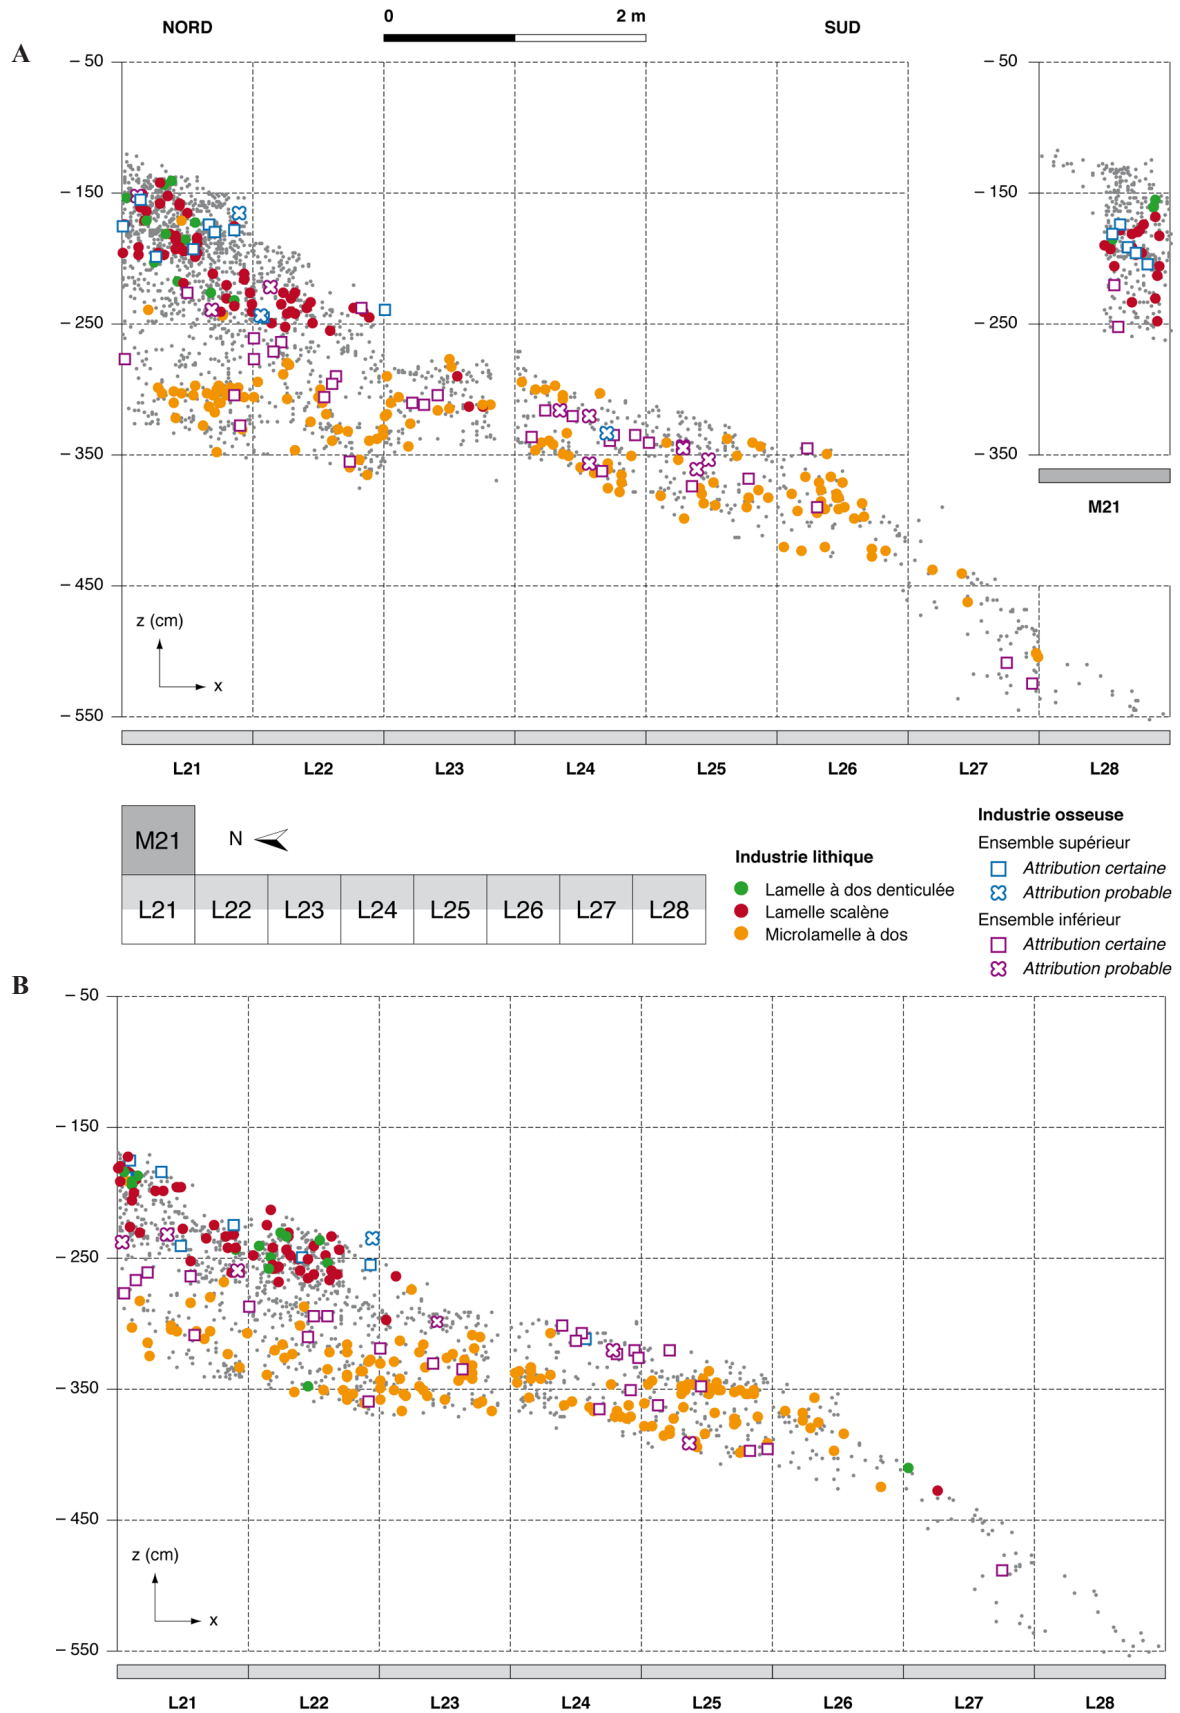 NORD
0
2 m
SUD
A
– 50
– 50
– 150
– 150
– 250
– 250
– 350
– 350
M21
– 450
z (cm)
x
– 550
L21 L22 L23 L24 L25 L26 L27 L28
M21
N
L21 L22 L23 L24 L25 L26 L27 L28
Industrie lithique
Lamelle à dos denticulée
Lamelle scalène
Microlamelle à dos
Industrie osseuse
Ensemble supérieur
Attribution certaine
Attribution probable
Ensemble inférieur
Attribution certaine
Attribution probable
B
– 50
– 150
– 250
– 350
– 450
z (cm)
x
– 550
L21 L22 L23 L24 L25 L26 L27 L28